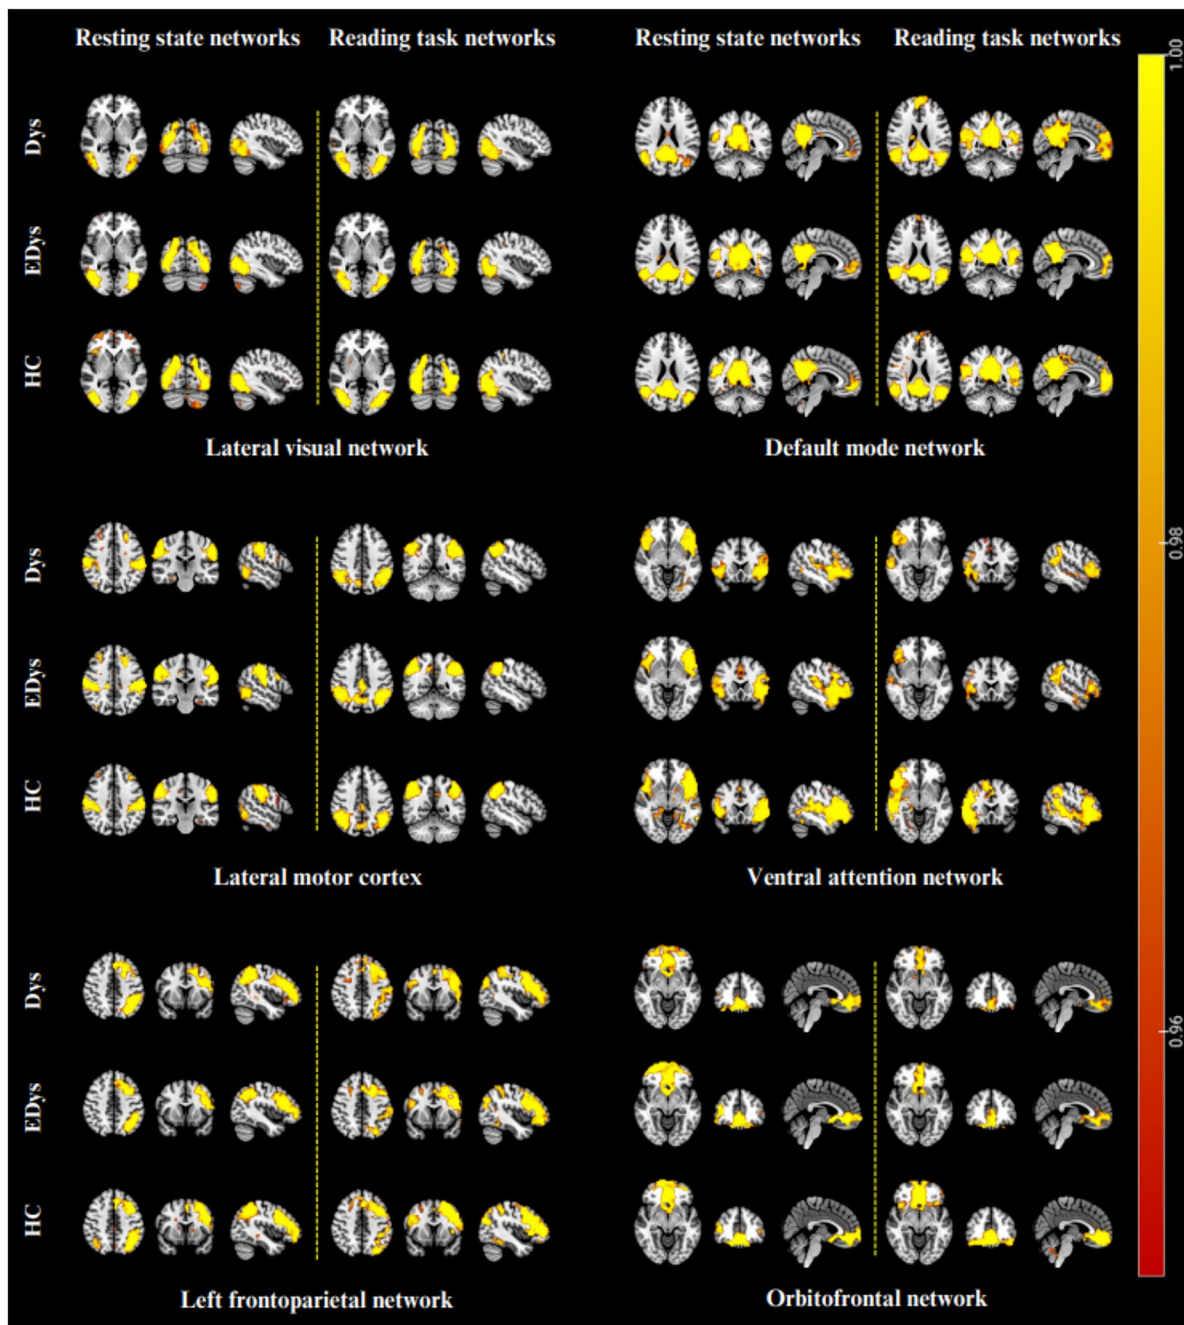 Resting state networks Reading task networks Resting state networks Reading task networks
1.00
Dys
EDys
HC
Lateral visual network Default mode network
0.98
Dys
EDys
HC
Lateral motor cortex Ventral attention network
Dys
0.96
EDys
HC
Left frontoparietal network Orbitofrontal network